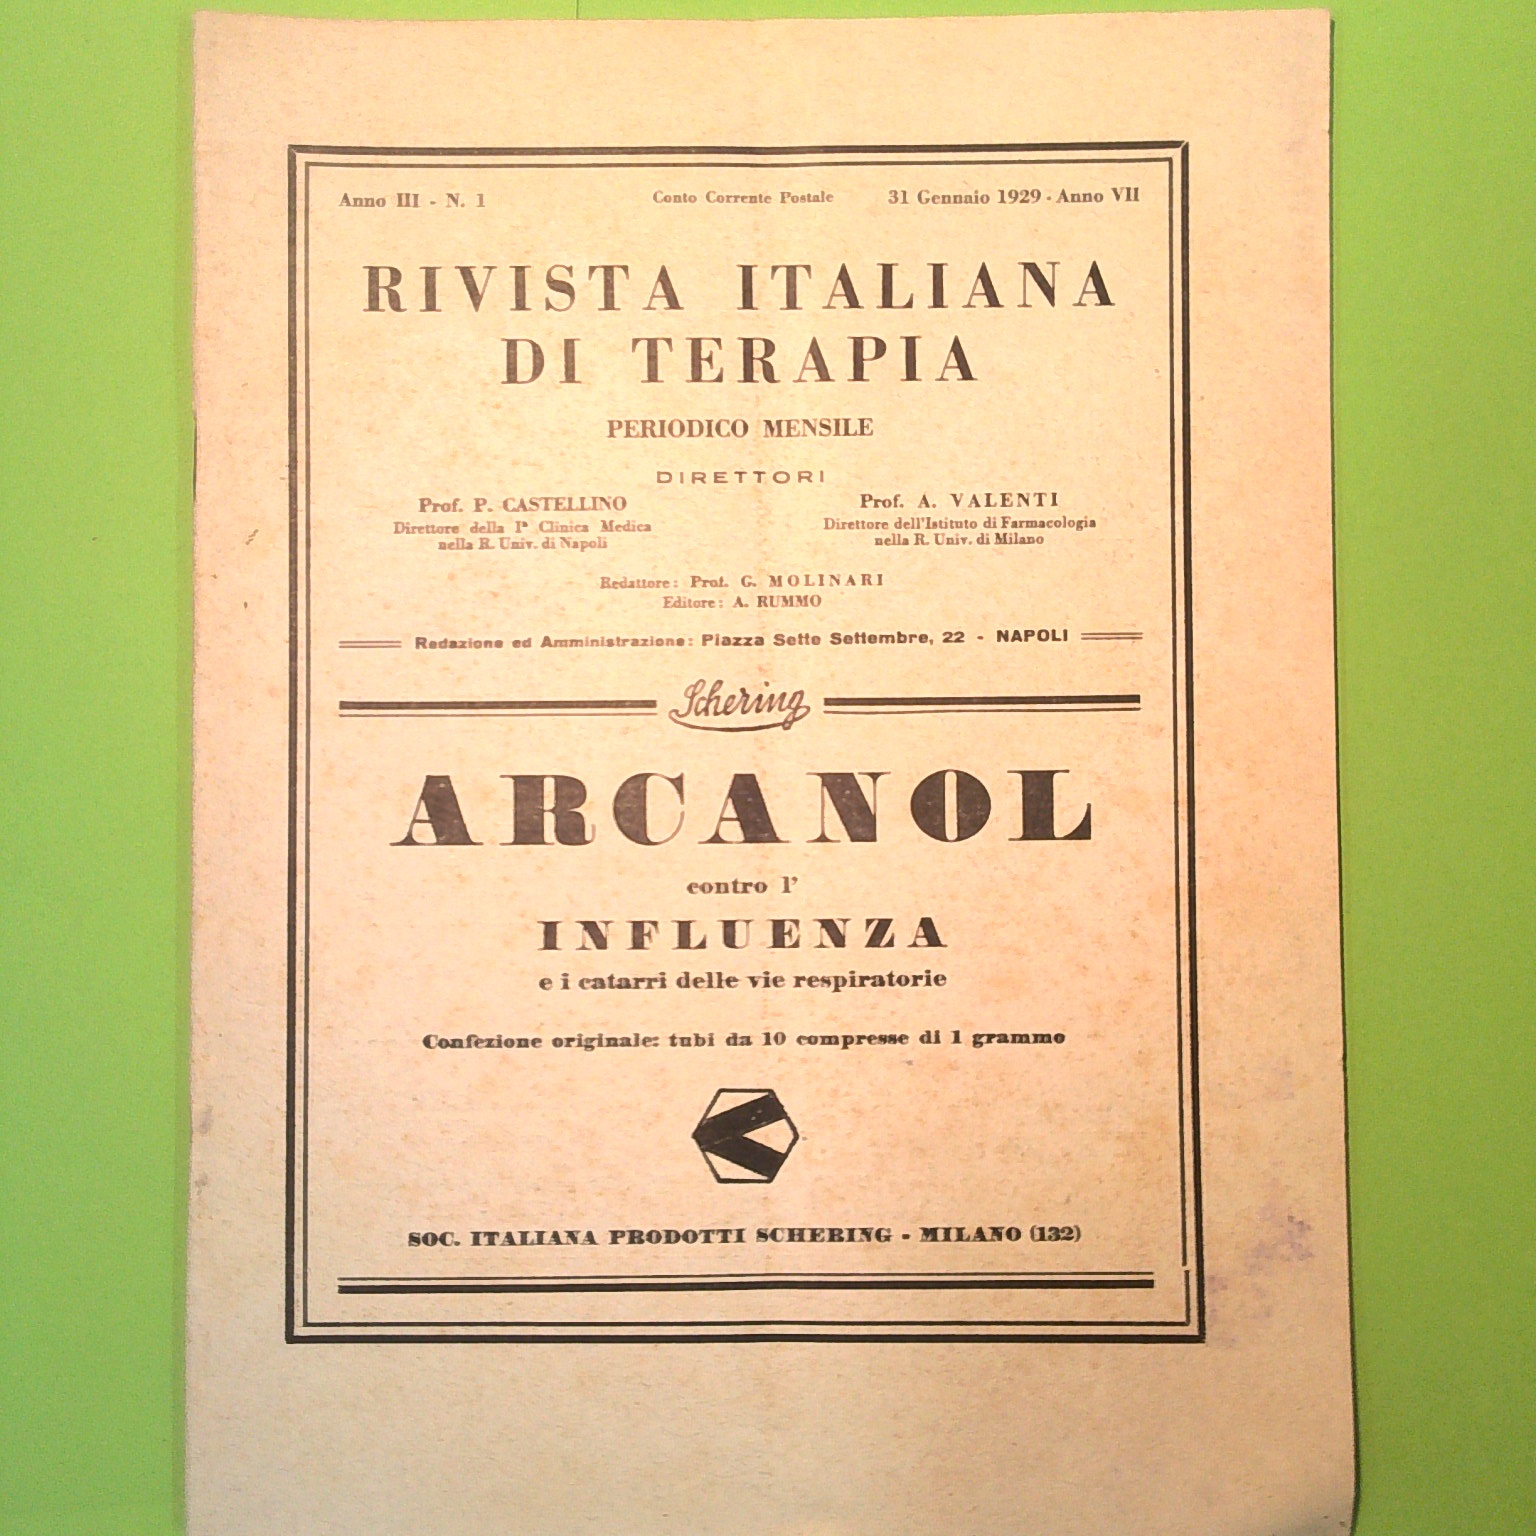 Anno III - N. 1 Conto Corrente Postale 31 Gennaio 1929 - Anno VII
RIVISTA ITALIANA
DI TERAPIA
PERIODICO MENSILE
DIRETTORI
Prof. P. CASTELLINO
Direttore della Iª Clinica Medica
nella R. Univ. di Napoli
Prof. A. VALENTI
Direttore dell'Istituto di Farmacologia
nella R. Univ. di Milano
Redattore: Prof. G. MOLINARI
Editore: A. RUMMO
Redazione ed Amministrazione: Piazza Sette Settembre, 22 - NAPOLI
Schering
ARCANOL
contro l'
INFLUENZA
e i catarri delle vie respiratorie
Confezione originale: tubi da 10 compresse di 1 grammo
SOC. ITALIANA PRODOTTI SCHERING - MILANO (132)